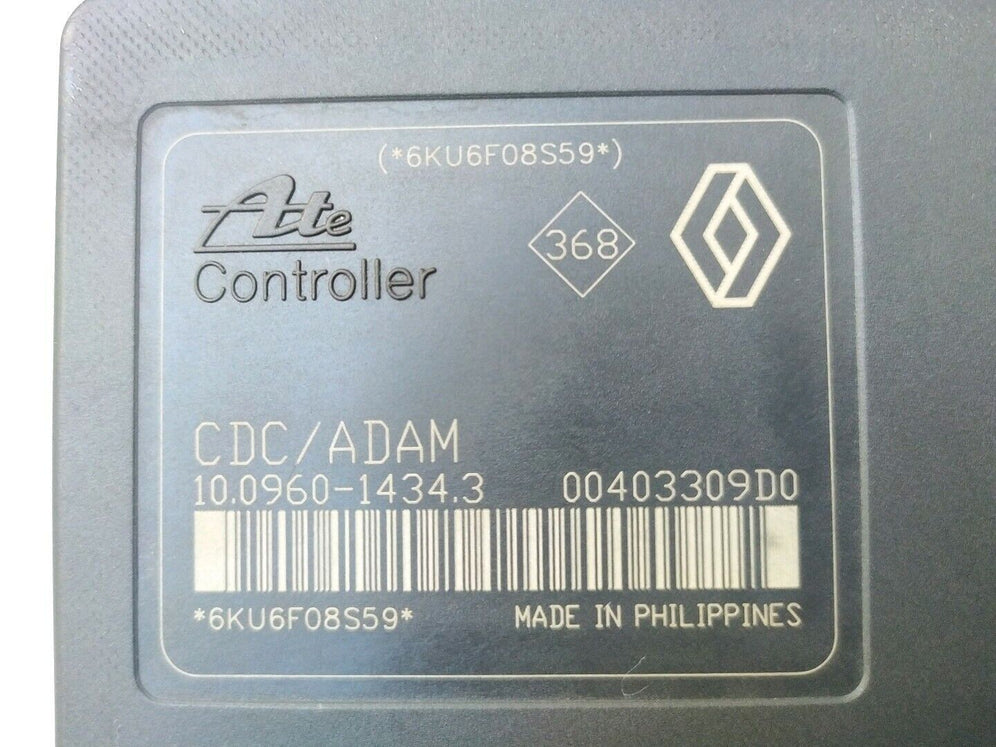 (*6KU6F08S59*)
Ate
368
Controller
CDC/ADAM
10.0960-1434.3 00403309D0
*6KU6F08S59* MADE IN PHILIPPINES